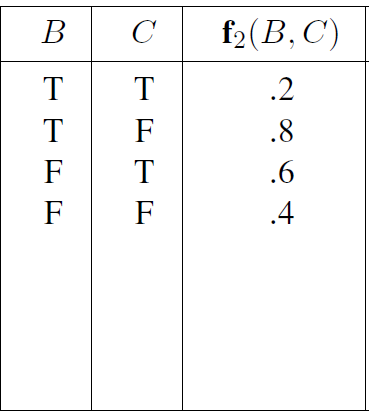 B C f₂(B, C)
T T .2
T F .8
F T .6
F F .4